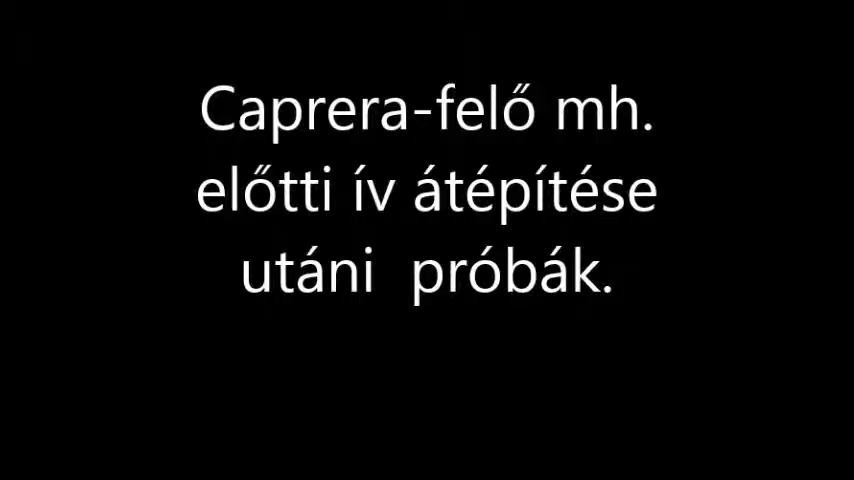 Caprera-felő mh.
előtti ív átépítése
utáni  próbák.